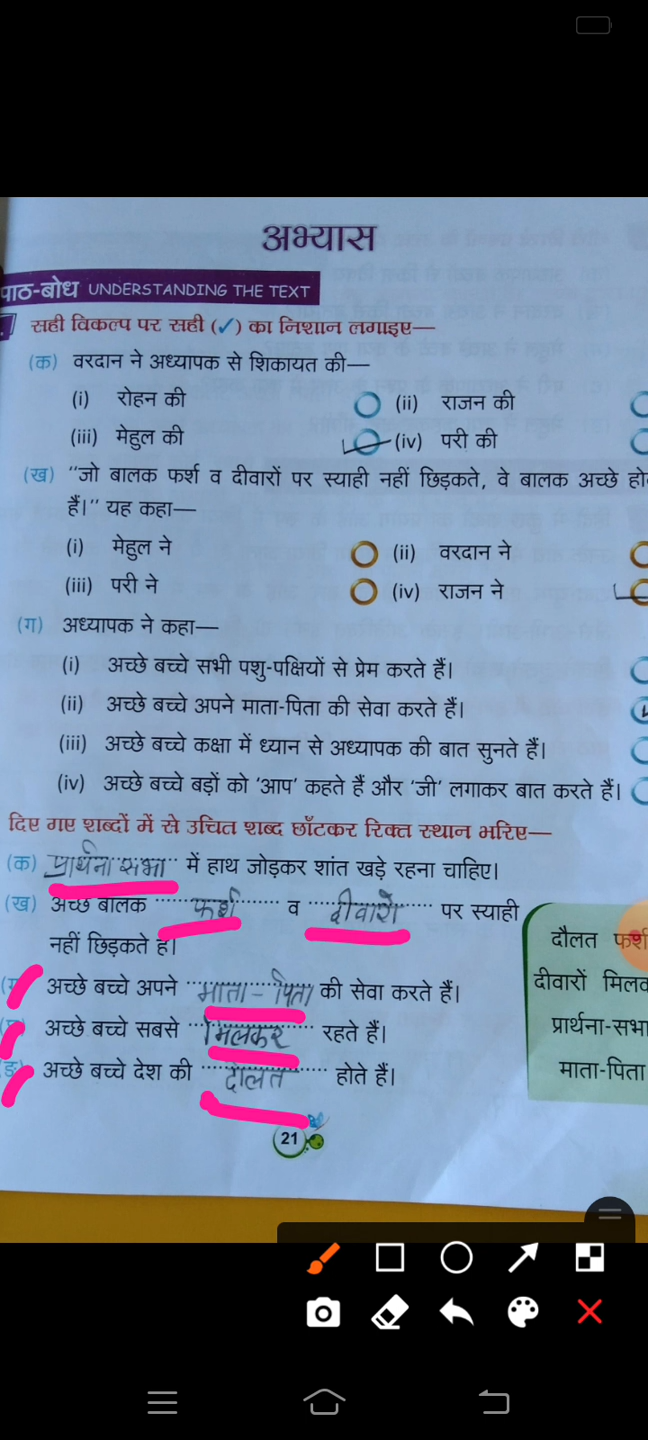 अभ्यास
पाठ-बोध UNDERSTANDING THE TEXT
सही विकल्प पर सही (✓) का निशान लगाइए—
(क) वरदान ने अध्यापक से शिकायत की—
(i) रोहन की (ii) राजन की
(iii) मेहुल की (iv) परी की
(ख) “जो बालक फर्श व दीवारों पर स्याही नहीं छिड़कते, वे बालक अच्छे हो
हैं।” यह कहा—
(i) मेहुल ने (ii) वरदान ने
(iii) परी ने (iv) राजन ने
(ग) अध्यापक ने कहा—
(i) अच्छे बच्चे सभी पशु-पक्षियों से प्रेम करते हैं।
(ii) अच्छे बच्चे अपने माता-पिता की सेवा करते हैं।
(iii) अच्छे बच्चे कक्षा में ध्यान से अध्यापक की बात सुनते हैं।
(iv) अच्छे बच्चे बड़ों को ‘आप’ कहते हैं और ‘जी’ लगाकर बात करते हैं।
दिए गए शब्दों में से उचित शब्द छाँटकर रिक्त स्थान भरिए—
(क) प्रार्थना सभा में हाथ जोड़कर शांत खड़े रहना चाहिए।
(ख) अच्छे बालक फर्श व दीवारों पर स्याही
नहीं छिड़कते हैं।
अच्छे बच्चे अपने माता-पिता की सेवा करते हैं।
अच्छे बच्चे सबसे मिलकर रहते हैं।
(ङ) अच्छे बच्चे देश की दौलत होते हैं।
दौलत फर्श
दीवारों मिलक
प्रार्थना-सभा
माता-पिता
21